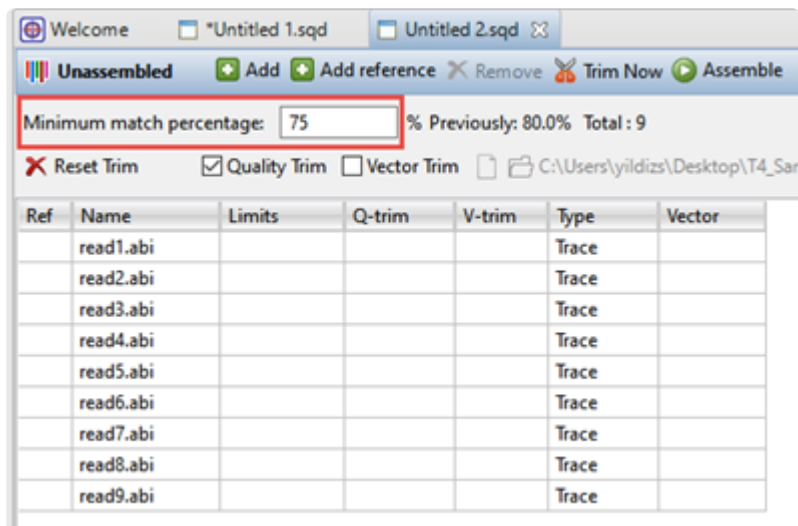 Welcome *Untitled 1.sqd Untitled 2.sqd
Unassembled Add Add reference Remove Trim Now Assemble
Minimum match percentage: 75 % Previously: 80.0% Total : 9
Reset Trim Quality Trim Vector Trim C:\Users\yildizs\Desktop\T4_Sar
Ref Name Limits Q-trim V-trim Type Vector
read1.abi Trace
read2.abi Trace
read3.abi Trace
read4.abi Trace
read5.abi Trace
read6.abi Trace
read7.abi Trace
read8.abi Trace
read9.abi Trace